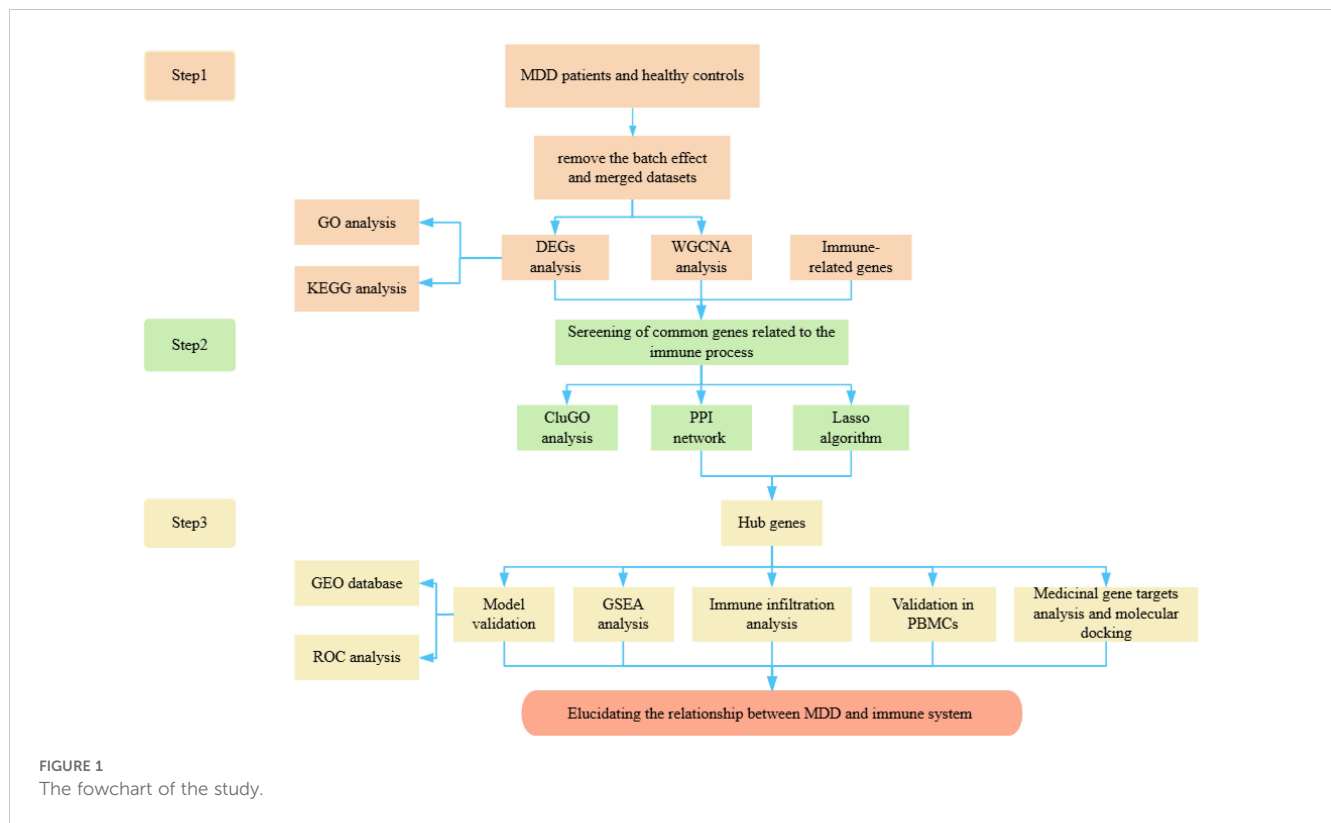 Step1
MDD patients and healthy controls
remove the batch effect
and merged datasets
GO analysis
KEGG analysis
DEGs
analysis
WGCNA
analysis
Immune-
related genes
Step2
Sereening of common genes related to the
immune process
CluGO
analysis
PPI
network
Lasso
algorithm
Step3
Hub genes
GEO database
ROC analysis
Model
validation
GSEA
analysis
Immune infiltration
analysis
Validation in
PBMCs
Medicinal gene targets
analysis and molecular
docking
Elucidating the relationship between MDD and immune system
FIGURE 1
The fowchart of the study.